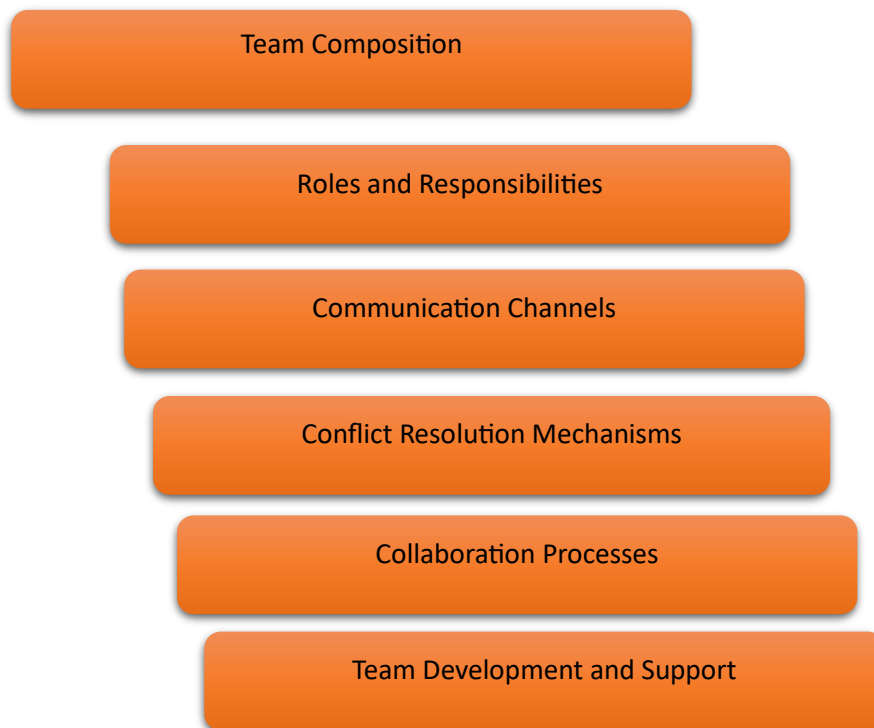 Team Composition
Roles and Responsibilities
Communication Channels
Conflict Resolution Mechanisms
Collaboration Processes
Team Development and Support